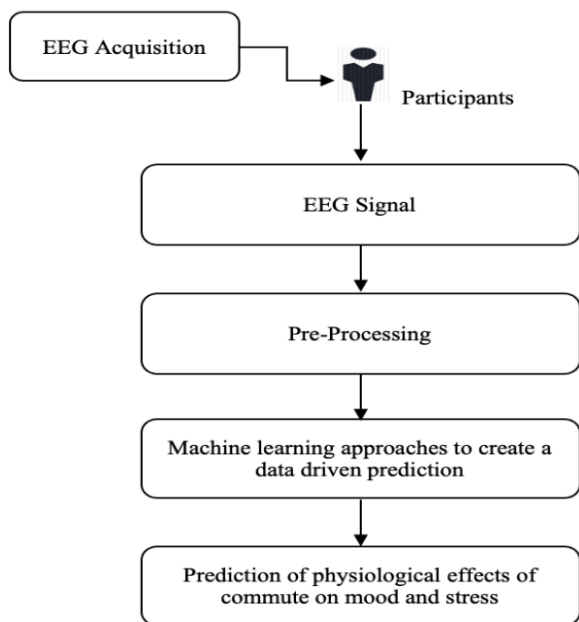 EEG Acquisition
Participants
EEG Signal
Pre-Processing
Machine learning approaches to create a
data driven prediction
Prediction of physiological effects of
commute on mood and stress